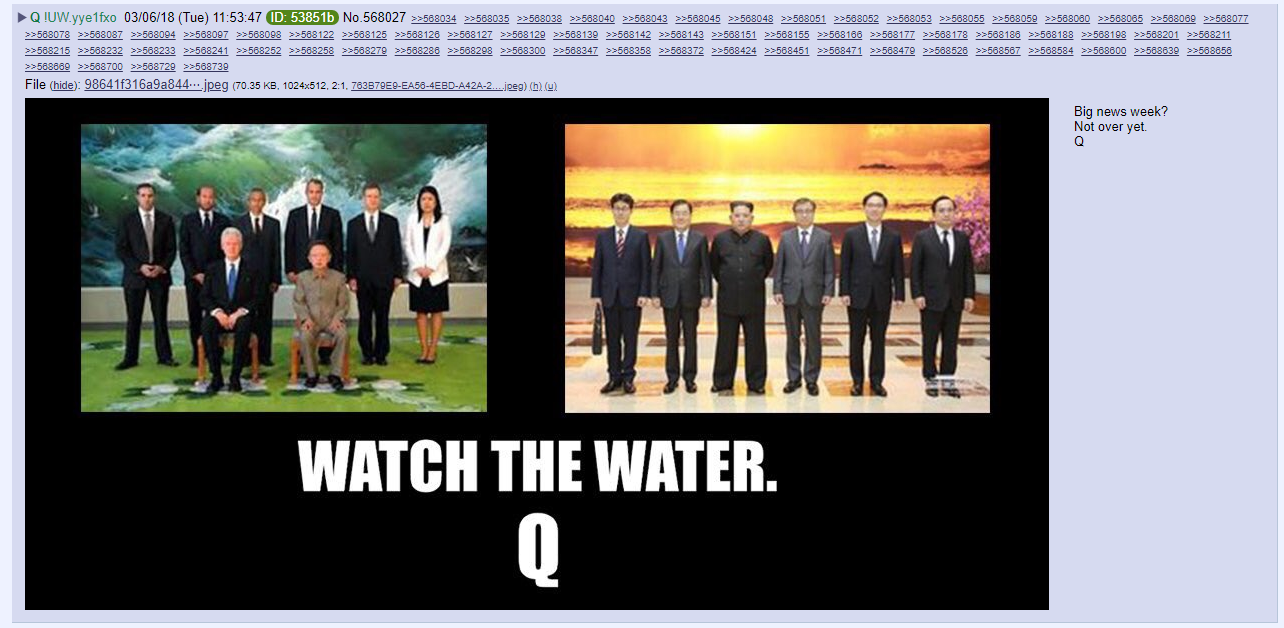 ▶ Q !UW.yye1fxo 03/06/18 (Tue) 11:53:47 ID: 53851b No.568027 >>568034 >>568035 >>568038 >>568040 >>568043 >>568045 >>568048 >>568051 >>568052 >>568053 >>568055 >>568059 >>568060 >>568065 >>568069 >>568077
>>568078 >>568087 >>568094 >>568097 >>568098 >>568122 >>568125 >>568126 >>568127 >>568129 >>568139 >>568142 >>568143 >>568151 >>568155 >>568166 >>568177 >>568178 >>568186 >>568188 >>568198 >>568201 >>568211
>>568215 >>568232 >>568233 >>568241 >>568252 >>568258 >>568279 >>568286 >>568298 >>568300 >>568347 >>568358 >>568372 >>568424 >>568451 >>568471 >>568479 >>568526 >>568567 >>568584 >>568600 >>568639 >>568656
>>568669 >>568700 >>568729 >>568739
File (hide): 98641f316a9a844⋯.jpeg (70.35 KB, 1024x512, 2:1, 763B79E9-EA56-4EBD-A42A-2….jpeg) (h) (u)
Big news week?
Not over yet.
Q
WATCH THE WATER.
Q